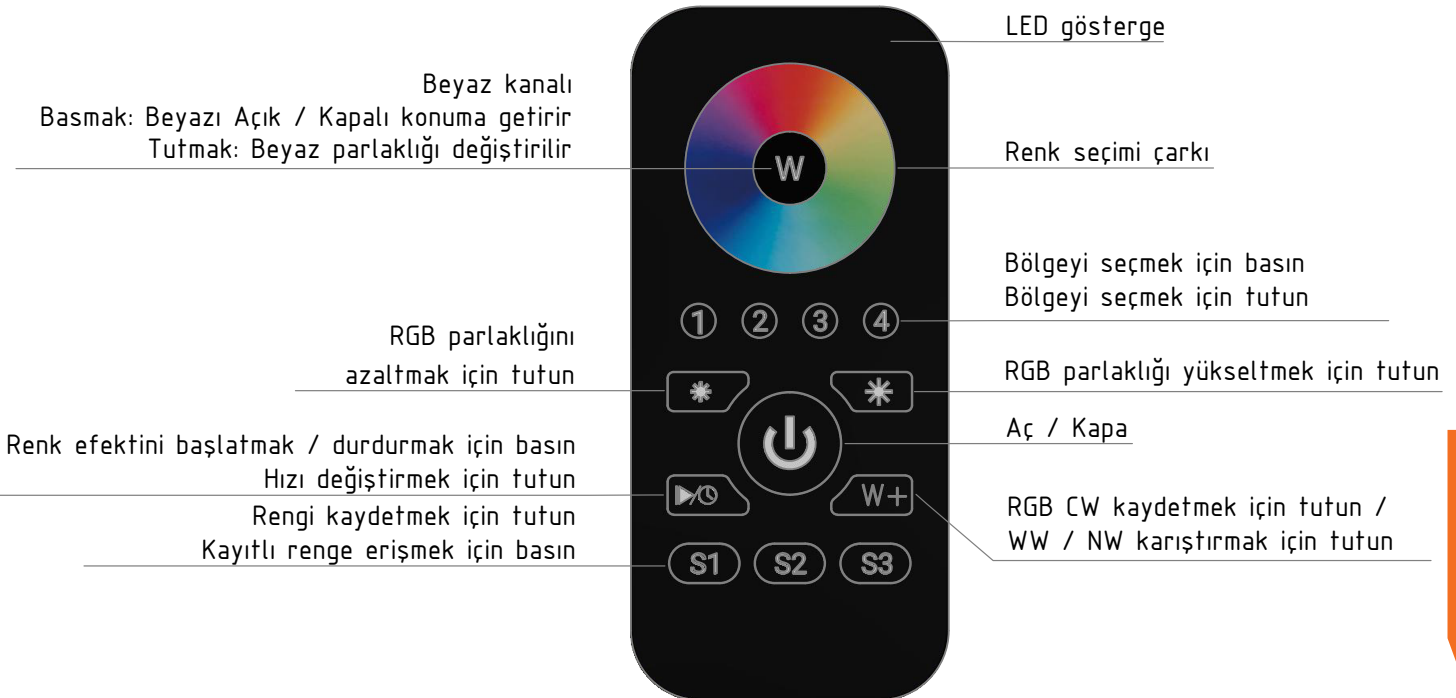 LED gösterge
Beyaz kanalı
Basmak: Beyazı Açık / Kapalı konuma getirir
Tutmak: Beyaz parlaklığı değiştirilir
W
Renk seçimi çarkı
Bölgeyi seçmek için basın
Bölgeyi seçmek için tutun
1 2 3 4
RGB parlaklığını
azaltmak için tutun
RGB parlaklığı yükseltmek için tutun
Aç / Kapa
Renk efektini başlatmak / durdurmak için basın
Hızı değiştirmek için tutun
W+
RGB CW kaydetmek için tutun /
WW / NW karıştırmak için tutun
Rengi kaydetmek için tutun
Kayıtlı renge erişmek için basın
S1 S2 S3